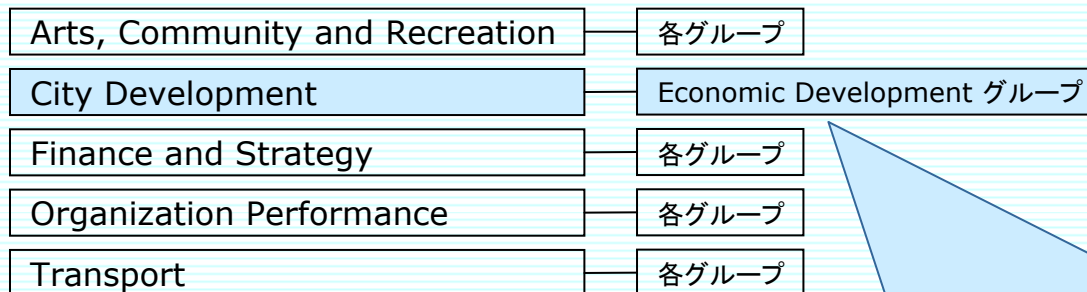 Arts, Community and Recreation 各グループ
City Development Economic Development グループ
Finance and Strategy 各グループ
Organization Performance 各グループ
Transport 各グループ